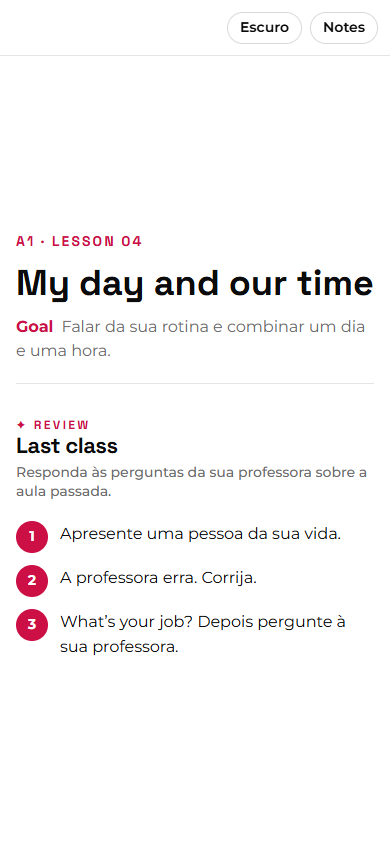 Escuro
Notes
A1 · LESSON 04
My day and our time
Goal Falar da sua rotina e combinar um dia
e uma hora.
✦ REVIEW
Last class
Responda às perguntas da sua professora sobre a
aula passada.
1 Apresente uma pessoa da sua vida.
2 A professora erra. Corrija.
3 What's your job? Depois pergunte à
sua professora.